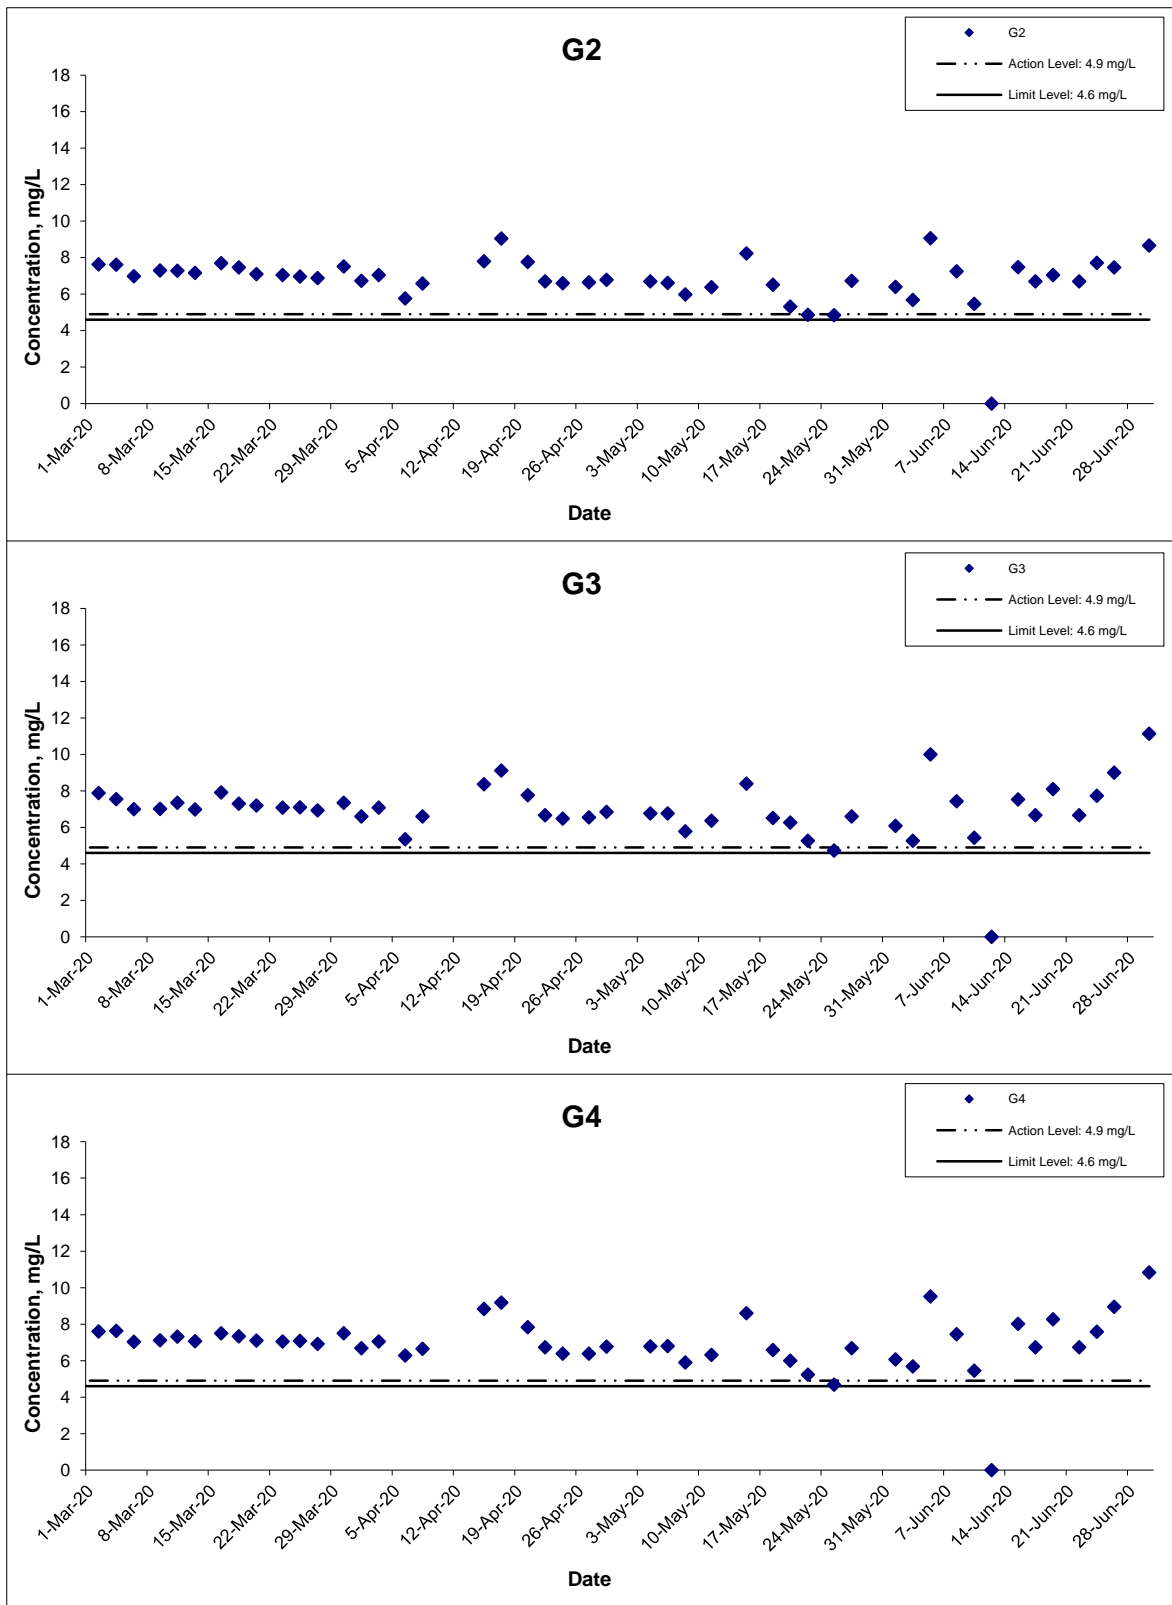 G2
G2
Action Level: 4.9 mg/L
Limit Level: 4.6 mg/L
Concentration, mg/L
18
16
14
12
10
8
6
4
2
0
1-Mar-20
8-Mar-20
15-Mar-20
22-Mar-20
29-Mar-20
5-Apr-20
12-Apr-20
19-Apr-20
26-Apr-20
3-May-20
10-May-20
17-May-20
24-May-20
31-May-20
7-Jun-20
14-Jun-20
21-Jun-20
28-Jun-20
Date
G3
G3
Action Level: 4.9 mg/L
Limit Level: 4.6 mg/L
Concentration, mg/L
18
16
14
12
10
8
6
4
2
0
1-Mar-20
8-Mar-20
15-Mar-20
22-Mar-20
29-Mar-20
5-Apr-20
12-Apr-20
19-Apr-20
26-Apr-20
3-May-20
10-May-20
17-May-20
24-May-20
31-May-20
7-Jun-20
14-Jun-20
21-Jun-20
28-Jun-20
Date
G4
G4
Action Level: 4.9 mg/L
Limit Level: 4.6 mg/L
Concentration, mg/L
18
16
14
12
10
8
6
4
2
0
1-Mar-20
8-Mar-20
15-Mar-20
22-Mar-20
29-Mar-20
5-Apr-20
12-Apr-20
19-Apr-20
26-Apr-20
3-May-20
10-May-20
17-May-20
24-May-20
31-May-20
7-Jun-20
14-Jun-20
21-Jun-20
28-Jun-20
Date